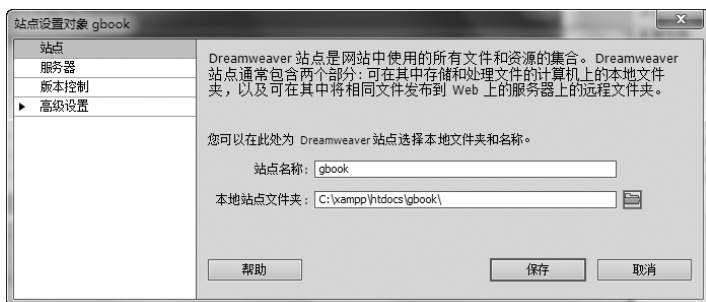 站点设置对象 gbook
站点
服务器
版本控制
高级设置
Dreamweaver 站点是网站中使用的所有文件和资源的集合。Dreamweaver
站点通常包含两个部分:可在其中存储和处理文件的计算机上的本地文件
夹，以及可在其中将相同文件发布到 Web 上的服务器上的远程文件夹。
您可以在此处为 Dreamweaver 站点选择本地文件夹和名称。
站点名称: gbook
本地站点文件夹: C:\xampp\htdocs\gbook\
帮助 保存 取消